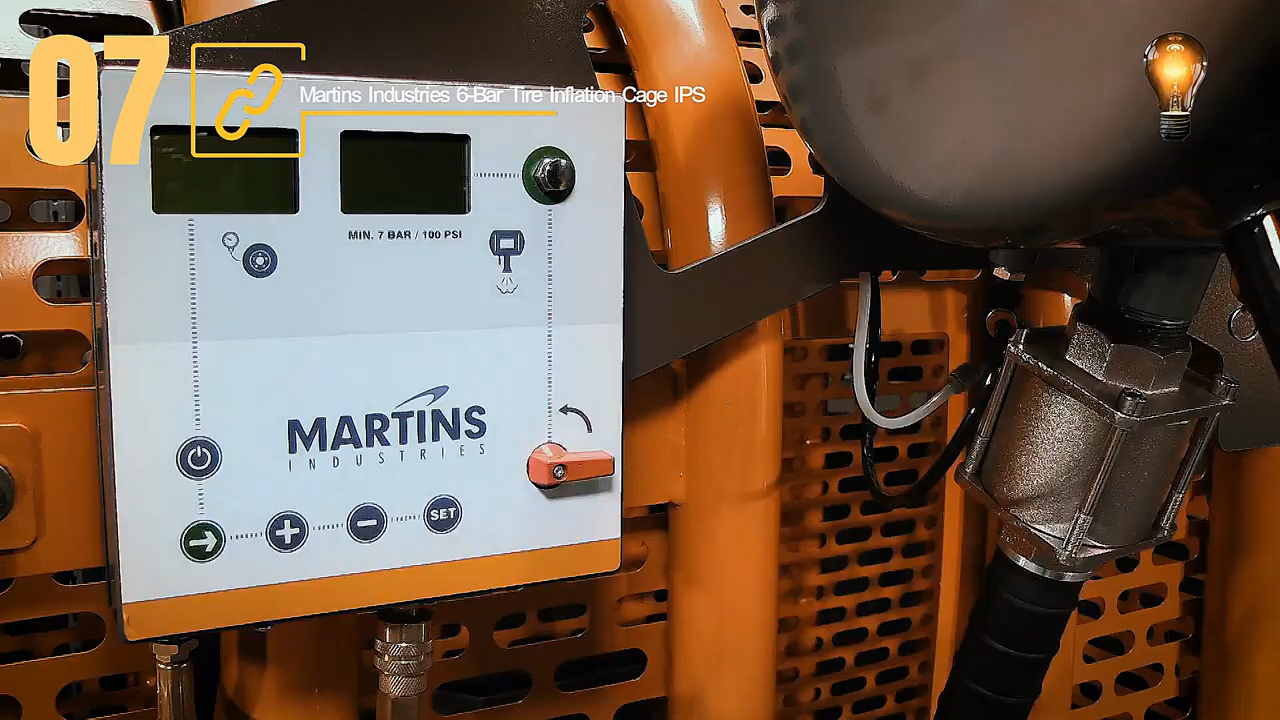 07
Martins Industries 6-Bar Tire Inflation Cage IPS
MIN. 7 BAR / 100 PSI
MARTINS
INDUSTRIES
SET